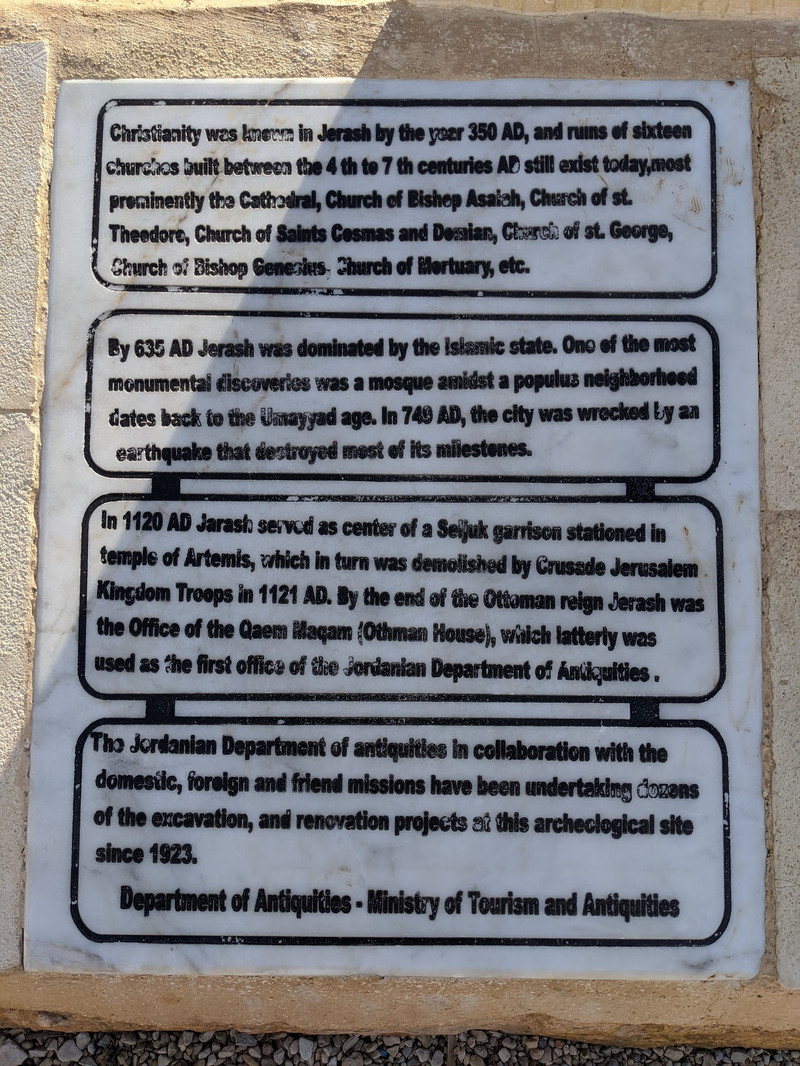 Christianity was known in Jerash by the year 350 AD, and ruins of sixteen
churches built between the 4 th to 7 th centuries AD still exist today,most
prominently the Cathedral, Church of Bishop Asaiah, Church of st.
Theodore, Church of Saints Cosmas and Demian, Church of st. George,
Church of Bishop Genesius, Church of Mortuary, etc.
By 635 AD Jerash was dominated by the Islamic state. One of the most
monumental discoveries was a mosque amidst a populus neighborhood
dates back to the Umayyad age. In 749 AD, the city was wrecked by an
earthquake that destroyed most of its milestones.
In 1120 AD Jarash served as center of a Seljuk garrison stationed in
temple of Artemis, which in turn was demolished by Crusade Jerusalem
Kingdom Troops in 1121 AD. By the end of the Ottoman reign Jerash was
the Office of the Qaem Maqam (Othman House), which latterly was
used as the first office of the Jordanian Department of Antiquities .
The Jordanian Department of antiquities in collaboration with the
domestic, foreign and friend missions have been undertaking dozens
of the excavation, and renovation projects at this archeological site
since 1923.
Department of Antiquities - Ministry of Tourism and Antiquities